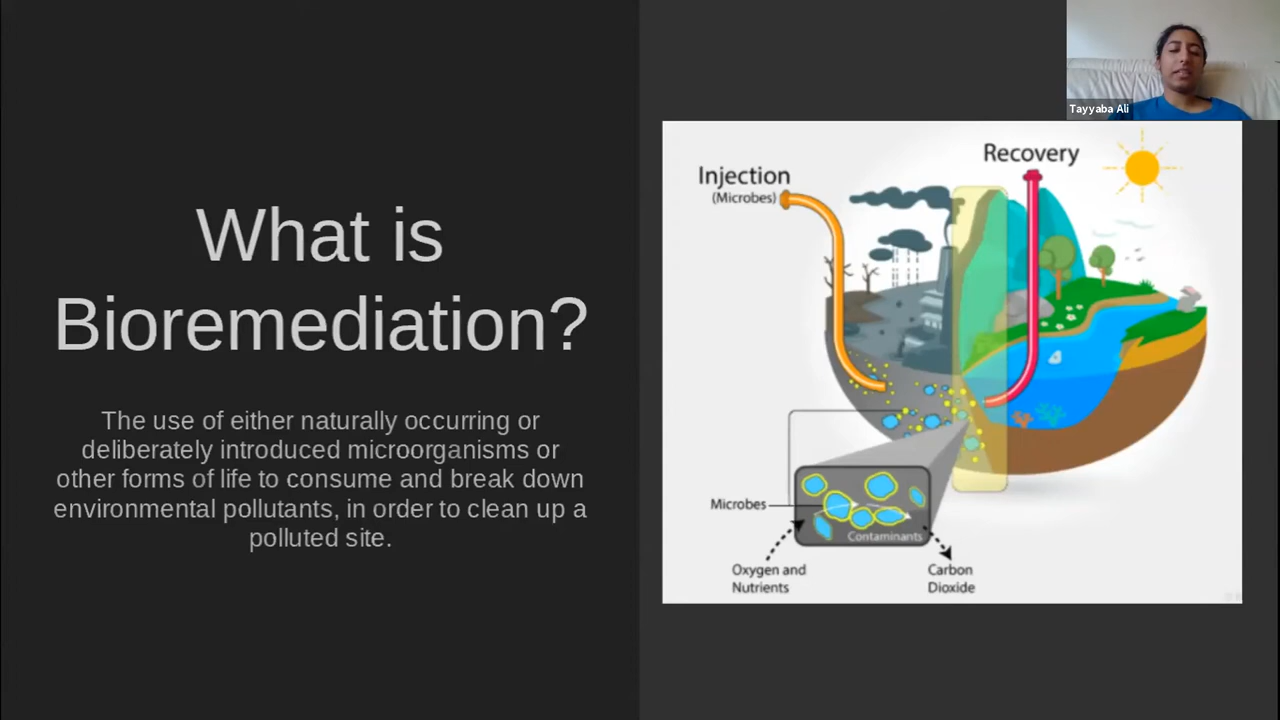 What is
Bioremediation?
The use of either naturally occurring or
deliberately introduced microorganisms or
other forms of life to consume and break down
environmental pollutants, in order to clean up a
polluted site.
Tayyaba Ali
Injection
(Microbes)
Recovery
Microbes
Contaminants
Oxygen and
Nutrients
Carbon
Dioxide